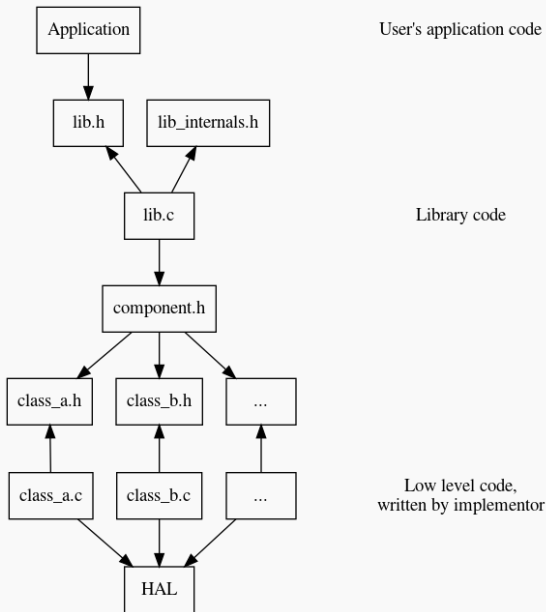 Application
User's application code
lib.h
lib_internals.h
lib.c
Library code
component.h
class_a.h
class_b.h
...
class_a.c
class_b.c
...
Low level code,
written by implementor
HAL